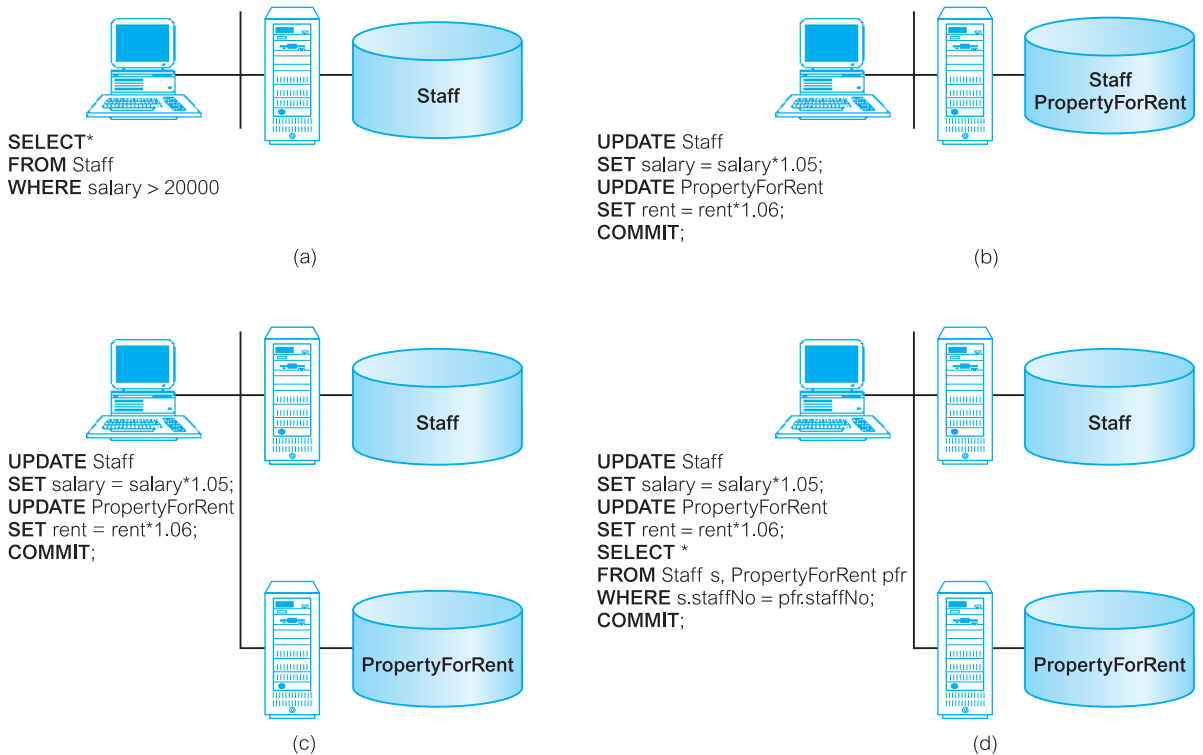 Staff
SELECT*
FROM Staff
WHERE salary > 20000
(a)
Staff
PropertyForRent
UPDATE Staff
SET salary = salary*1.05;
UPDATE PropertyForRent
SET rent = rent*1.06;
COMMIT;
(b)
Staff
UPDATE Staff
SET salary = salary*1.05;
UPDATE PropertyForRent
SET rent = rent*1.06;
COMMIT;
PropertyForRent
(c)
Staff
UPDATE Staff
SET salary = salary*1.05;
UPDATE PropertyForRent
SET rent = rent*1.06;
SELECT *
FROM Staff s, PropertyForRent pfr
WHERE s.staffNo = pfr.staffNo;
COMMIT;
PropertyForRent
(d)